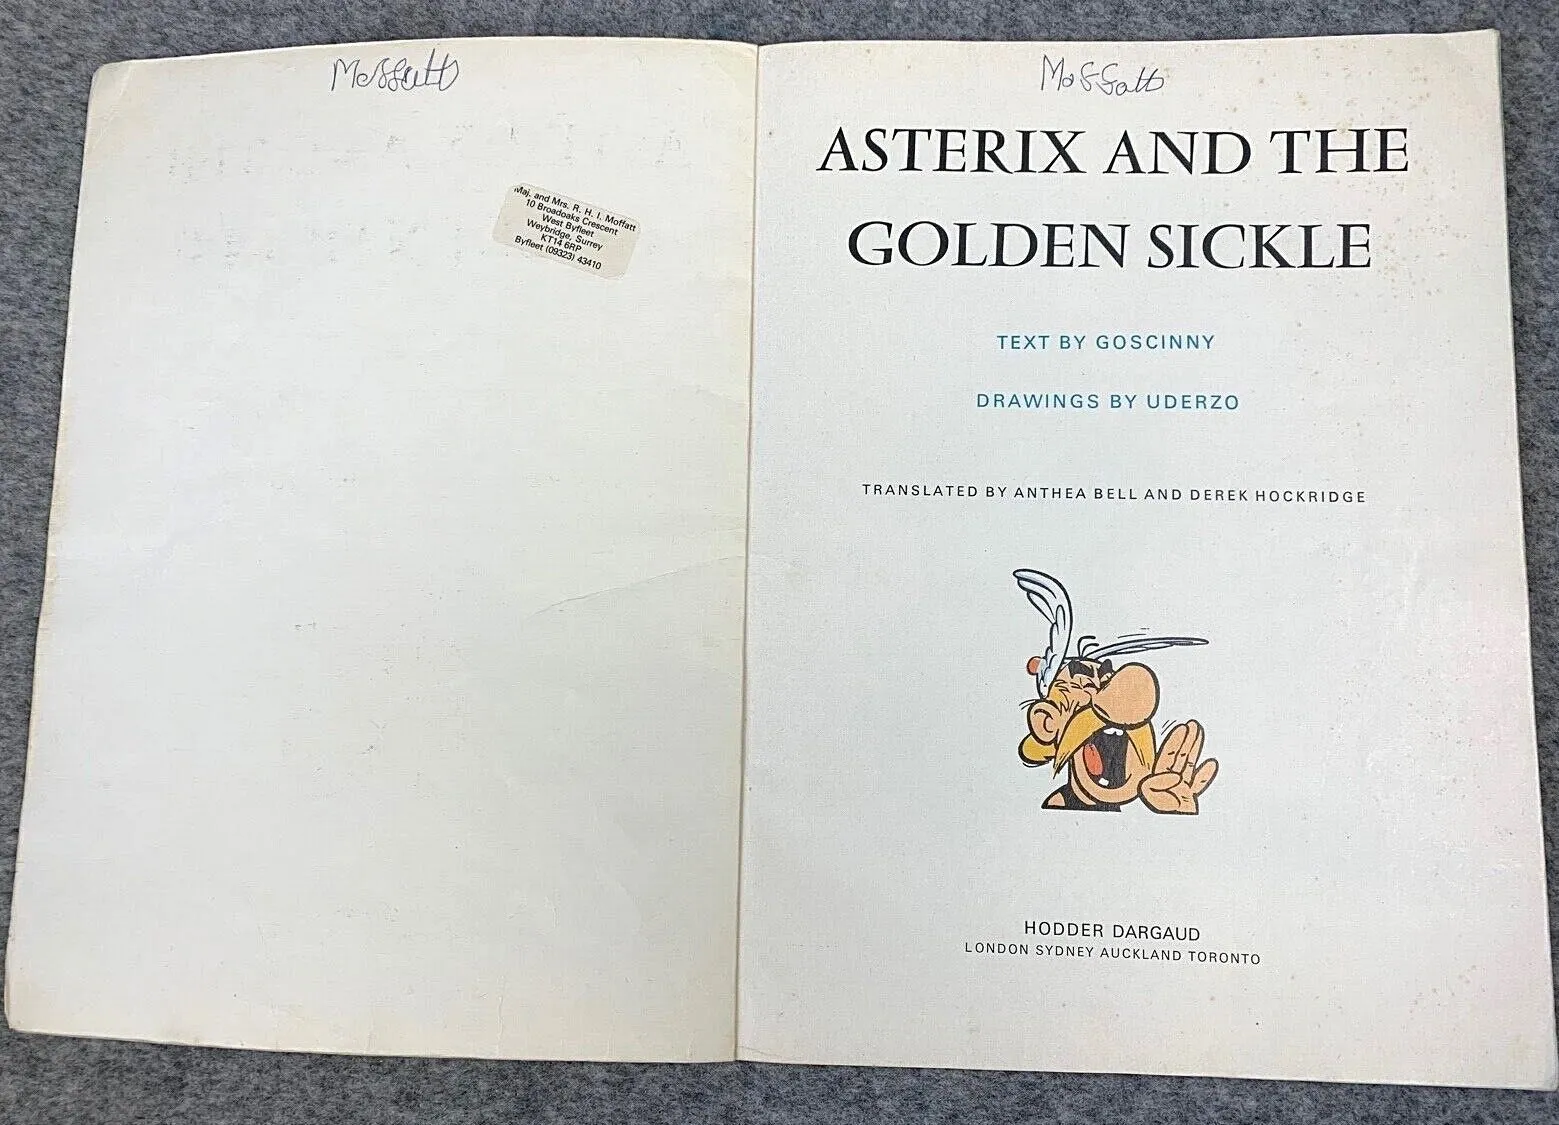 Moffatt
Maj. and Mrs. R. H. I. Moffatt
10 Broadoaks Crescent
West Byfleet
Weybridge, Surrey
KT14 6RP
Byfleet (09323) 43410
Moffatt
ASTERIX AND THE
GOLDEN SICKLE
TEXT BY GOSCINNY
DRAWINGS BY UDERZO
TRANSLATED BY ANTHEA BELL AND DEREK HOCKRIDGE
HODDER DARGAUD
LONDON SYDNEY AUCKLAND TORONTO